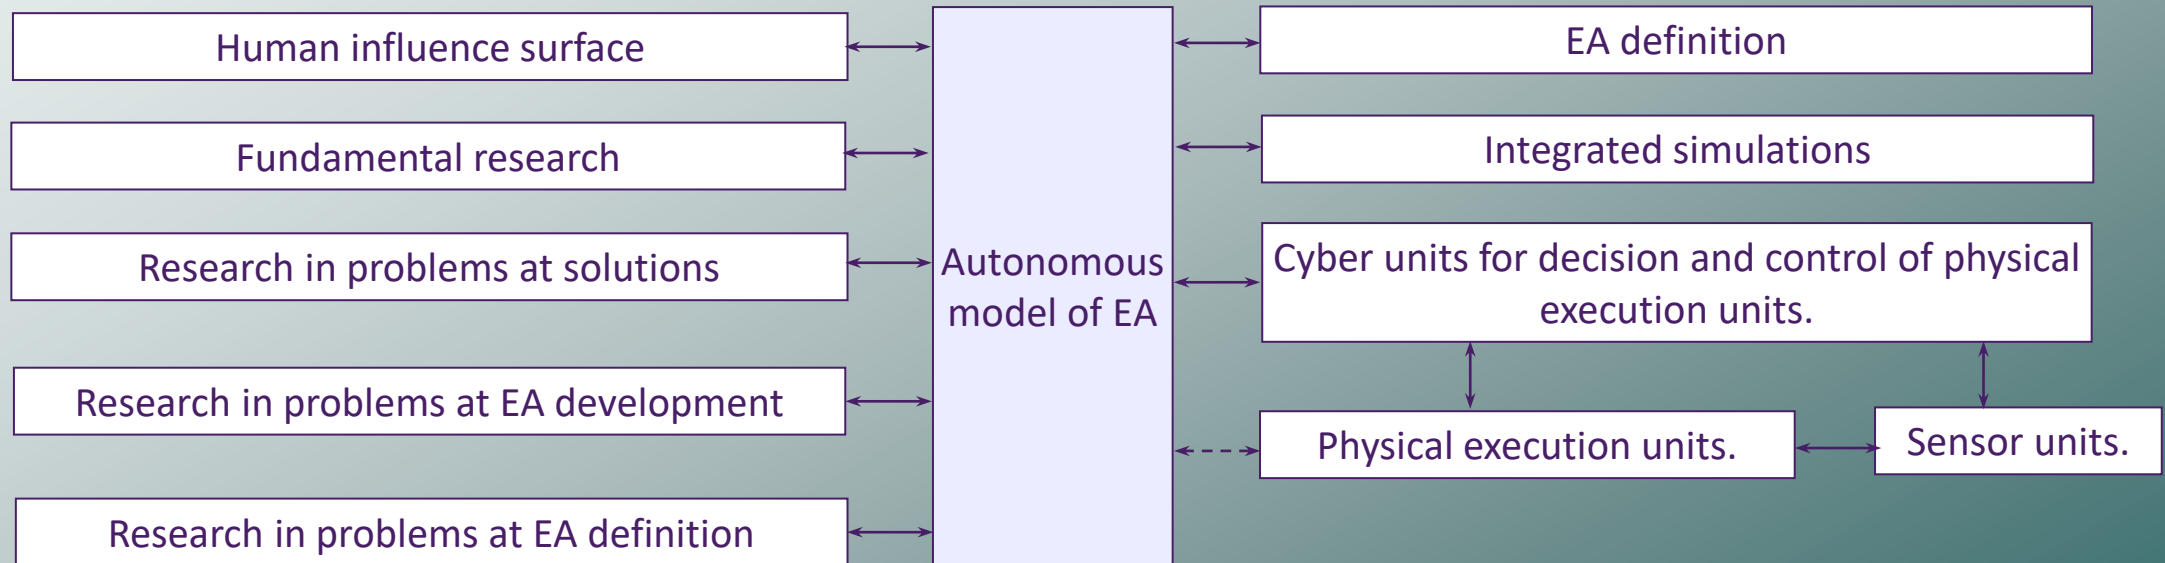 Human influence surface
Fundamental research
Research in problems at solutions
Research in problems at EA development
Research in problems at EA definition
Autonomous
model of EA
EA definition
Integrated simulations
Cyber units for decision and control of physical
execution units.
Physical execution units.
Sensor units.